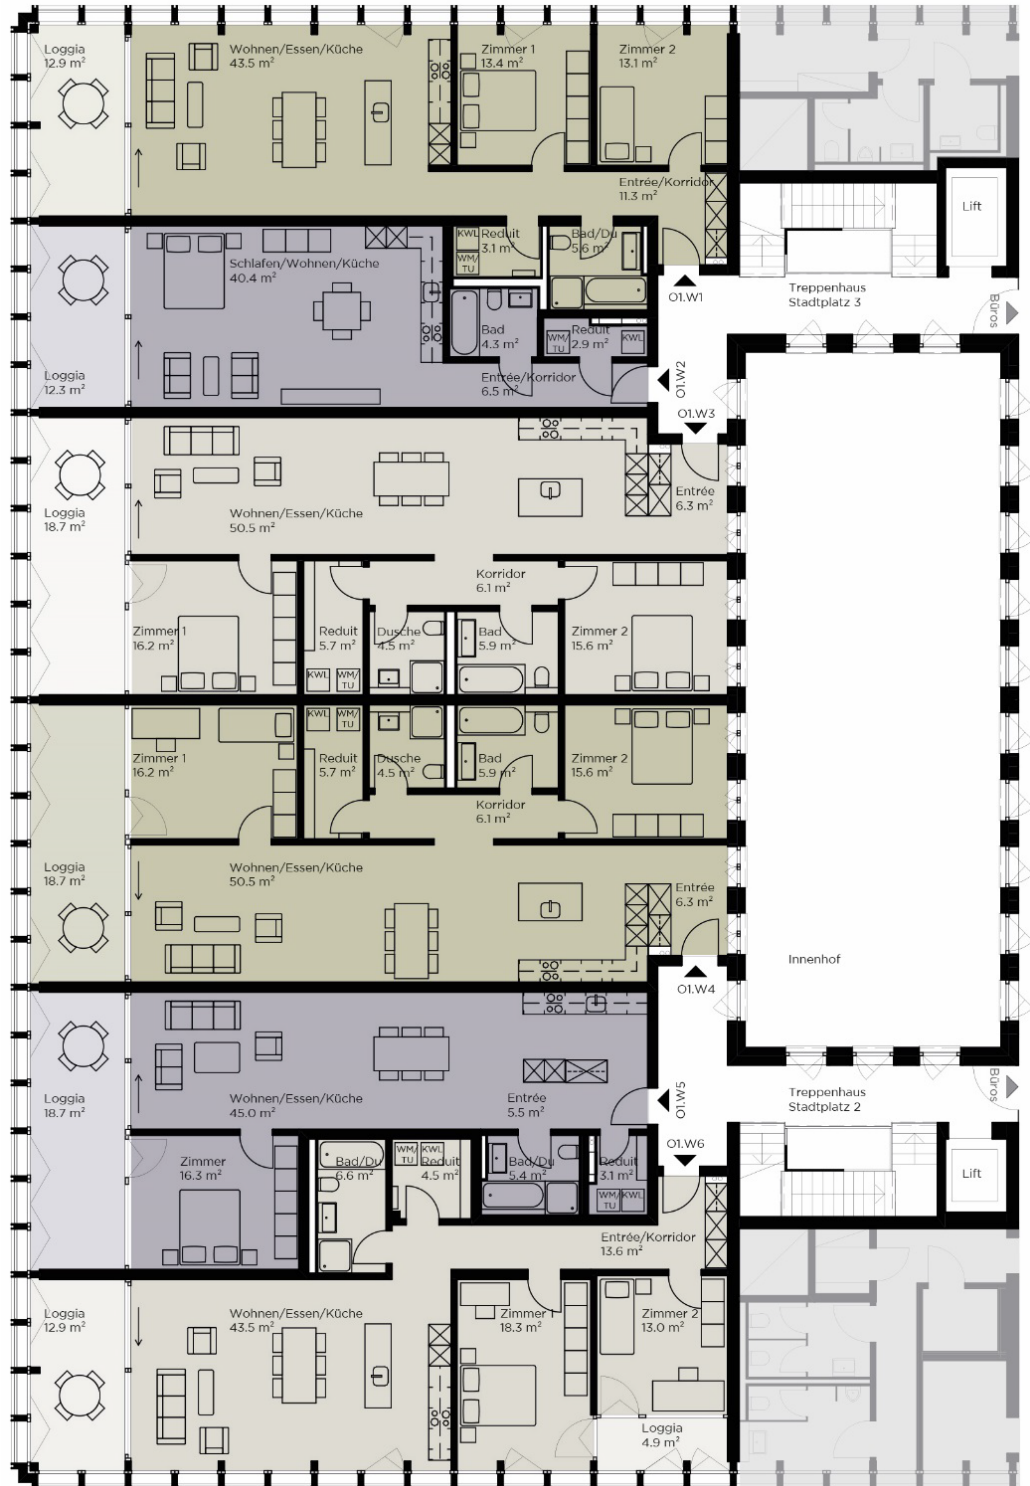 Loggia
12.9 m²
Wohnen/Essen/Küche
43.5 m²
Zimmer 1
13.4 m²
Zimmer 2
13.1 m²
Entrée/Korridor
11.3 m²
Lift
KWL
WM/
TU
Reduit
3.1 m²
Bad/Du
5.6 m²
Schlafen/Wohnen/Küche
40.4 m²
O1.W1
Treppenhaus
Stadtplatz 3
Büros
Bad
4.3 m²
WM/
TU
Reduit
2.9 m²
KWL
Loggia
12.3 m²
Entrée/Korridor
6.5 m²
O1.W2
O1.W3
Loggia
18.7 m²
Wohnen/Essen/Küche
50.5 m²
Entrée
6.3 m²
Korridor
6.1 m²
Zimmer 1
16.2 m²
Reduit
5.7 m²
Dusche
4.5 m²
Bad
5.9 m²
Zimmer 2
15.6 m²
KWL
WM/
TU
KWL
WM/
TU
Zimmer 1
16.2 m²
Reduit
5.7 m²
Dusche
4.5 m²
Bad
5.9 m²
Zimmer 2
15.6 m²
Korridor
6.1 m²
Loggia
18.7 m²
Wohnen/Essen/Küche
50.5 m²
Entrée
6.3 m²
Innenhof
O1.W4
Loggia
18.7 m²
Wohnen/Essen/Küche
45.0 m²
Entrée
5.5 m²
O1.W5
Treppenhaus
Stadtplatz 2
Büros
O1.W6
Zimmer
16.3 m²
Bad/Du
6.6 m²
WM/
TU
KWL
Reduit
4.5 m²
Bad/Du
5.4 m²
Reduit
3.1 m²
WM/
TU
KWL
Lift
Entrée/Korridor
13.6 m²
Loggia
12.9 m²
Wohnen/Essen/Küche
43.5 m²
Zimmer 1
18.3 m²
Zimmer 2
13.0 m²
Loggia
4.9 m²